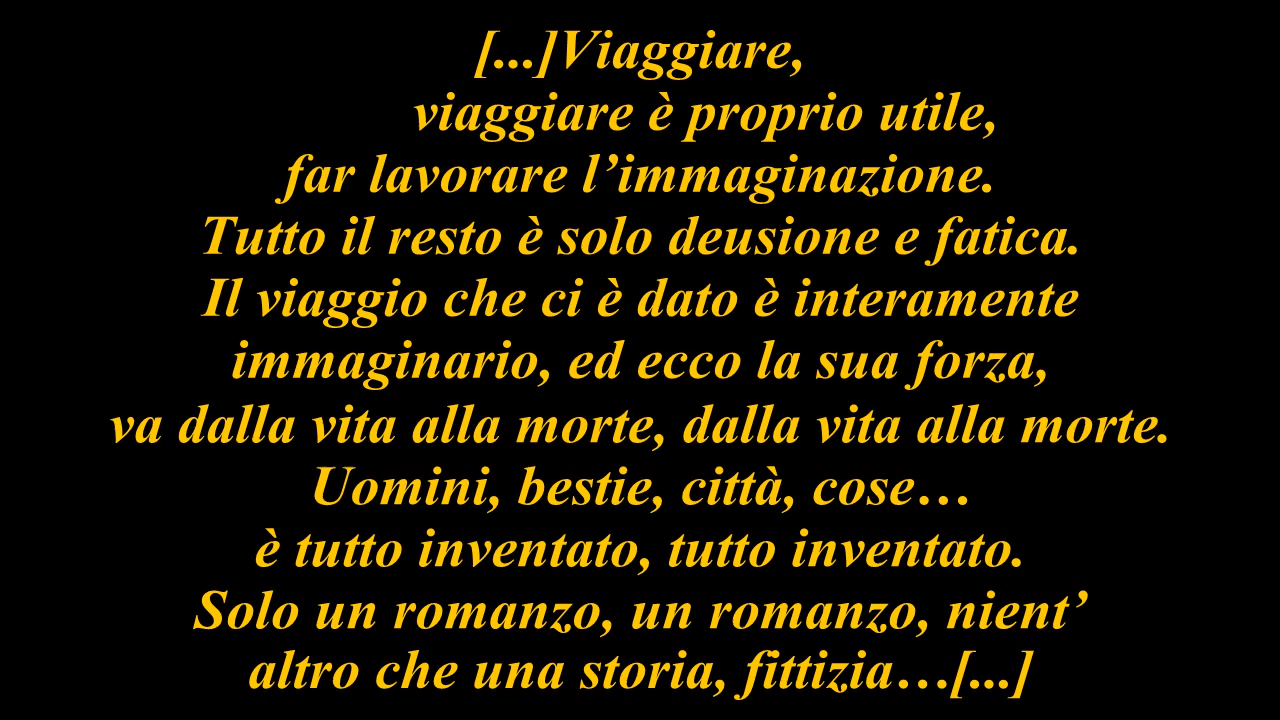 [...]Viaggiare,
viaggiare è proprio utile,
far lavorare l’immaginazione.
Tutto il resto è solo deusione e fatica.
Il viaggio che ci è dato è interamente
immaginario, ed ecco la sua forza,
va dalla vita alla morte, dalla vita alla morte.
Uomini, bestie, città, cose…
è tutto inventato, tutto inventato.
Solo un romanzo, un romanzo, nient’
altro che una storia, fittizia…[...]